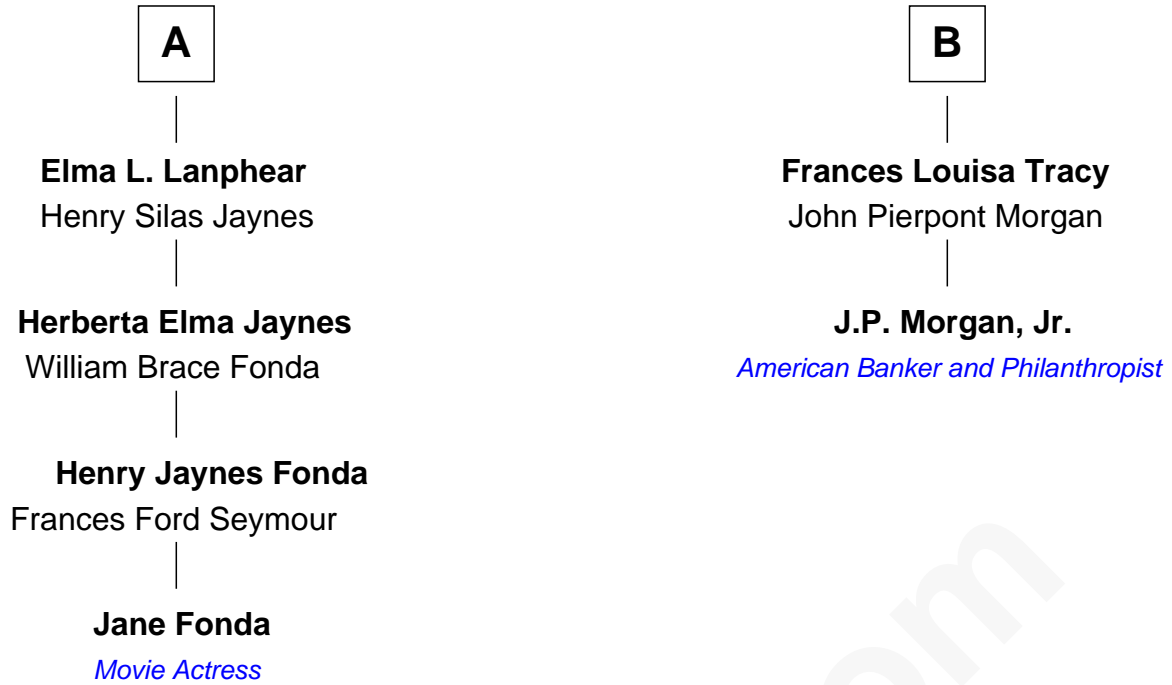 A
Elma L. Lanphear
Henry Silas Jaynes
Herberta Elma Jaynes
William Brace Fonda
Henry Jaynes Fonda
Frances Ford Seymour
Jane Fonda
Movie Actress
B
Frances Louisa Tracy
John Pierpont Morgan
J.P. Morgan, Jr.
American Banker and Philanthropist
om